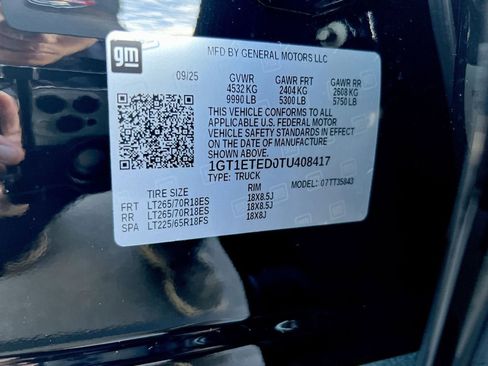 gm
MFD BY GENERAL MOTORS LLC
09/25 GVWR GAWR FRT GAWR RR
4532 KG 2404 KG 2608 KG
9990 LB 5300 LB 5750 LB
THIS VEHICLE CONFORMS TO ALL
APPLICABLE U.S. FEDERAL MOTOR
VEHICLE SAFETY STANDARDS IN EFFECT
ON THE DATE OF MANUFACTURE
SHOWN ABOVE.
1GT1ETED0TU408417
TYPE: TRUCK MODEL: 07TT35843
TIRE SIZE RIM
FRT LT265/70R18ES 18X8.5J
RR LT265/70R18ES 18X8.5J
SPA LT225/65R18FS 18X8J